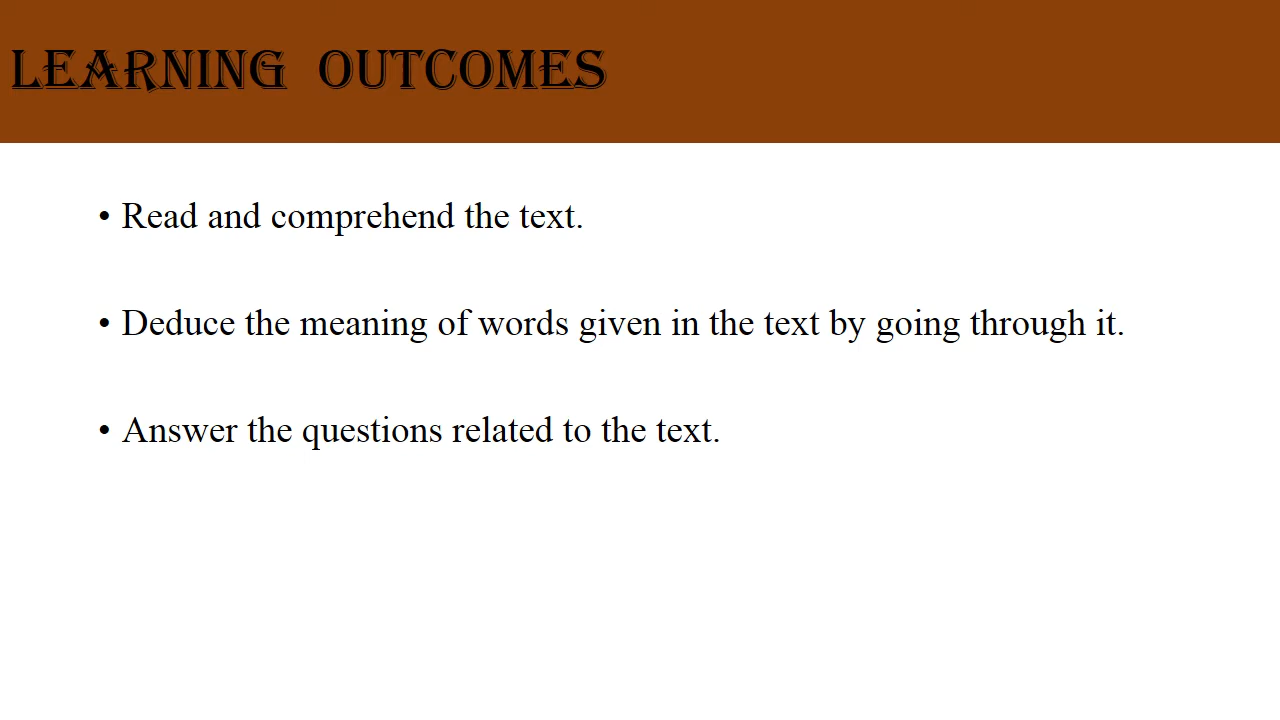 LEARNING OUTCOMES
• Read and comprehend the text.
• Deduce the meaning of words given in the text by going through it.
• Answer the questions related to the text.